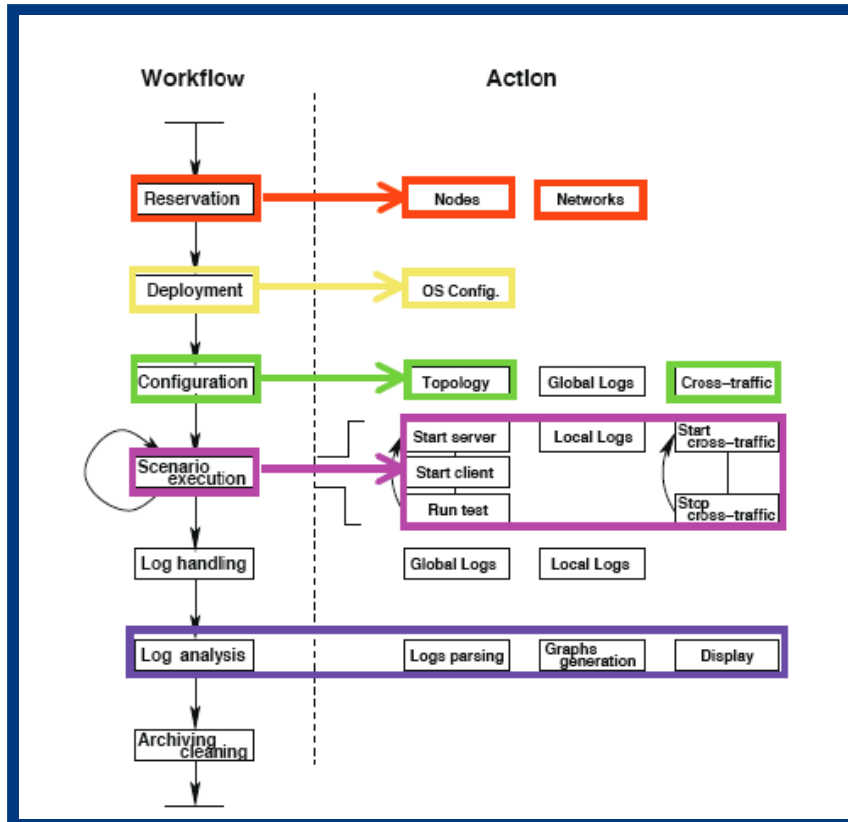 Workflow
Action
Reservation
Nodes
Networks
Deployment
OS Config.
Configuration
Topology
Global Logs
Cross-traffic
Scenario
execution
Start server
Local Logs
Start
cross-traffic
Start client
Run test
Stop
cross-traffic
Log handling
Global Logs
Local Logs
Log analysis
Logs parsing
Graphs
generation
Display
Archiving
cleaning